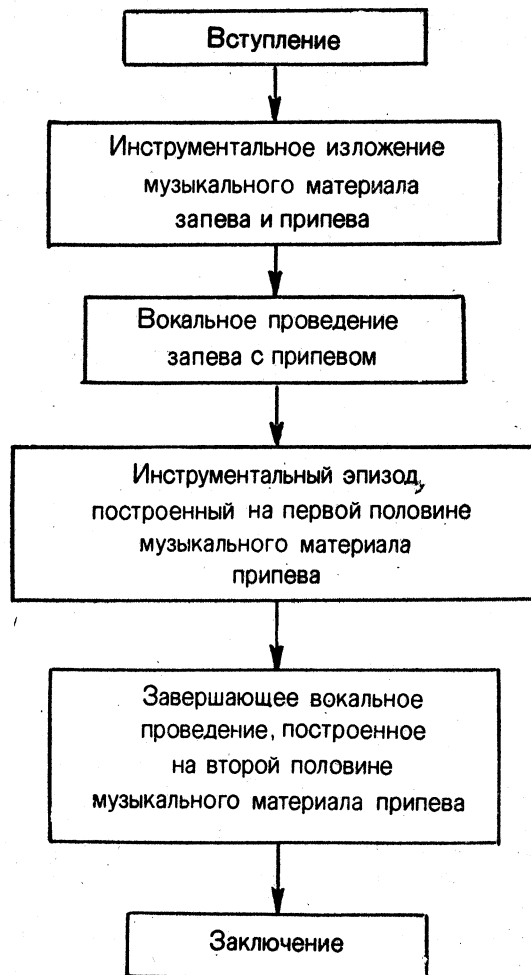 Вступление
Инструментальное изложение
музыкального материала
запева и припева
Вокальное проведение
запева с припевом
Инструментальный эпизод,
построенный на первой половине
музыкального материала
припева
Завершающее вокальное
проведение, построенное
на второй половине
музыкального материала припева
Заключение